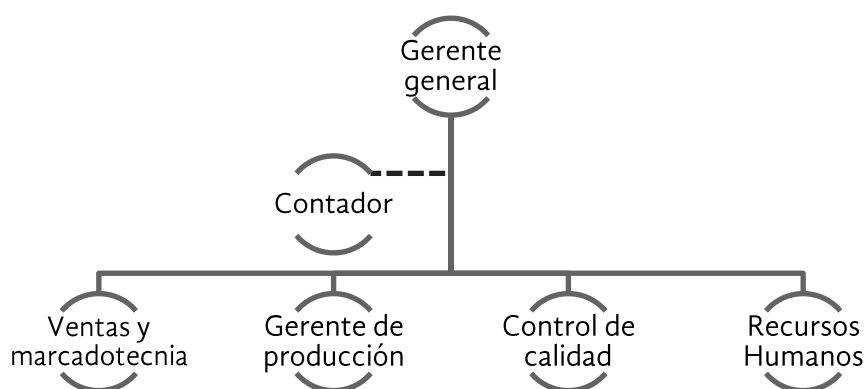 Gerente
general
Contador
Ventas y
marcadotecnia
Gerente de
producción
Control de
calidad
Recursos
Humanos